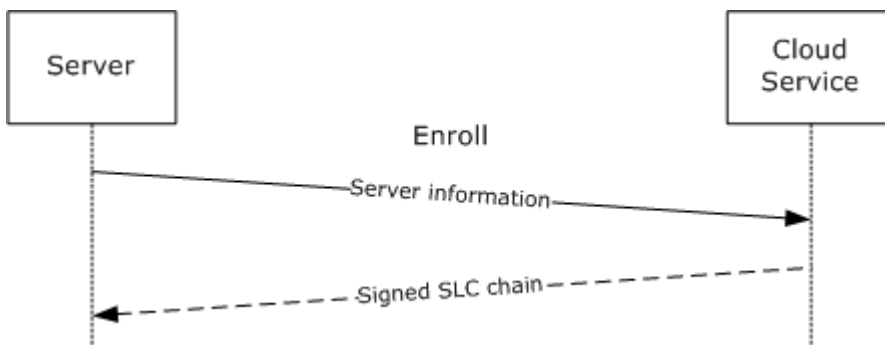 Server
Cloud
Service
Enroll
Server information
Signed SLC chain